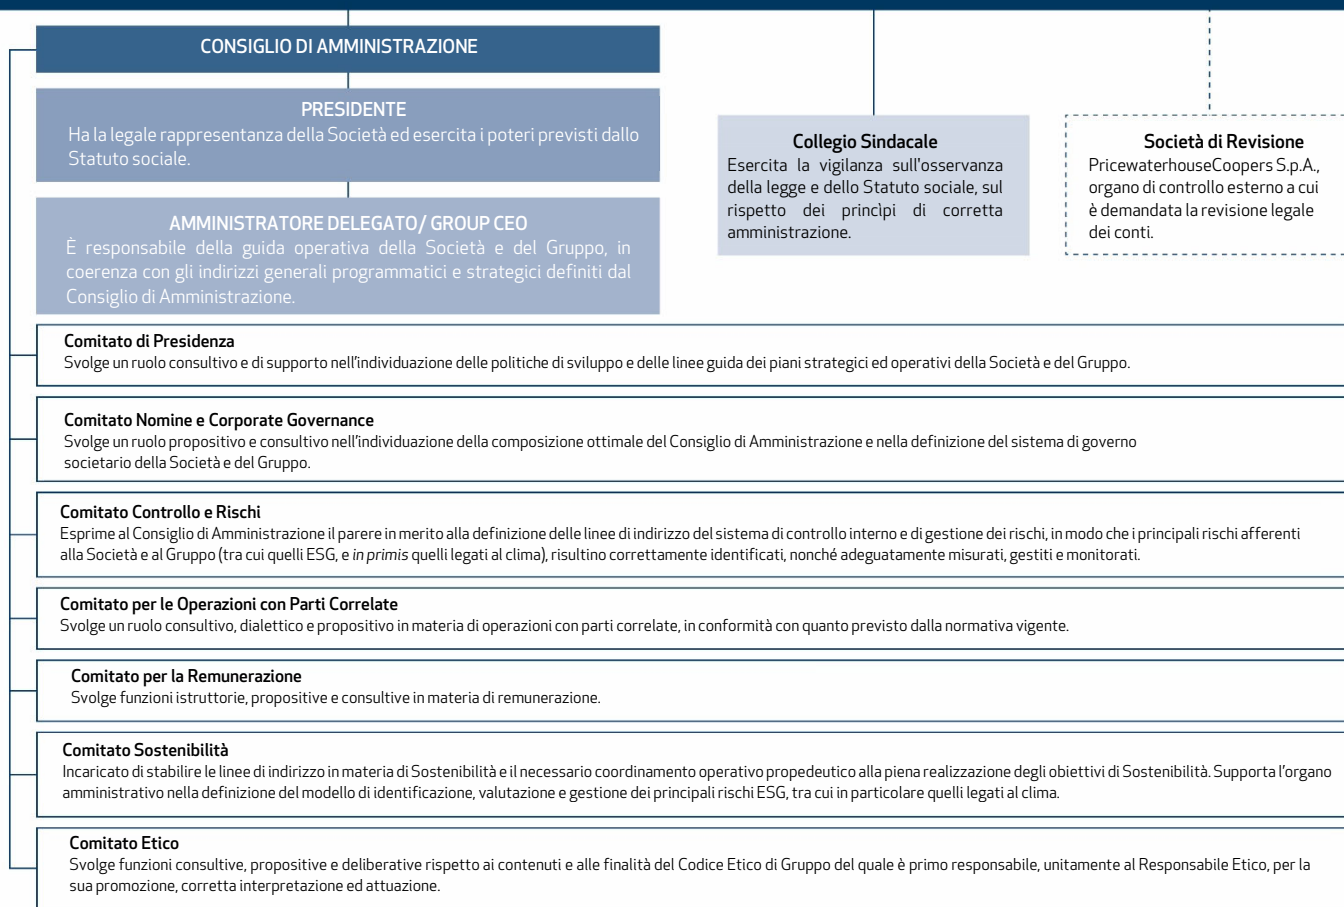 CONSIGLIO DI AMMINISTRAZIONE
PRESIDENTE
Ha la legale rappresentanza della Società ed esercita i poteri previsti dallo
Statuto sociale.
AMMINISTRATORE DELEGATO/ GROUP CEO
È responsabile della guida operativa della Società e del Gruppo, in
coerenza con gli indirizzi generali programmatici e strategici definiti dal
Consiglio di Amministrazione.
Collegio Sindacale
Esercita la vigilanza sull'osservanza
della legge e dello Statuto sociale, sul
rispetto dei princìpi di corretta
amministrazione.
Società di Revisione
PricewaterhouseCoopers S.p.A.,
organo di controllo esterno a cui
è demandata la revisione legale
dei conti.
Comitato di Presidenza
Svolge un ruolo consultivo e di supporto nell'individuazione delle politiche di sviluppo e delle linee guida dei piani strategici ed operativi della Società e del Gruppo.
Comitato Nomine e Corporate Governance
Svolge un ruolo propositivo e consultivo nell'individuazione della composizione ottimale del Consiglio di Amministrazione e nella definizione del sistema di governo
societario della Società e del Gruppo.
Comitato Controllo e Rischi
Esprime al Consiglio di Amministrazione il parere in merito alla definizione delle linee di indirizzo del sistema di controllo interno e di gestione dei rischi, in modo che i principali rischi afferenti
alla Società e al Gruppo (tra cui quelli ESG, e in primis quelli legati al clima), risultino correttamente identificati, nonché adeguatamente misurati, gestiti e monitorati.
Comitato per le Operazioni con Parti Correlate
Svolge un ruolo consultivo, dialettico e propositivo in materia di operazioni con parti correlate, in conformità con quanto previsto dalla normativa vigente.
Comitato per la Remunerazione
Svolge funzioni istruttorie, propositive e consultive in materia di remunerazione.
Comitato Sostenibilità
Incaricato di stabilire le linee di indirizzo in materia di Sostenibilità e il necessario coordinamento operativo propedeutico alla piena realizzazione degli obiettivi di Sostenibilità. Supporta l'organo
amministrativo nella definizione del modello di identificazione, valutazione e gestione dei principali rischi ESG, tra cui in particolare quelli legati al clima.
Comitato Etico
Svolge funzioni consultive, propositive e deliberative rispetto ai contenuti e alle finalità del Codice Etico di Gruppo del quale è primo responsabile, unitamente al Responsabile Etico, per la
sua promozione, corretta interpretazione ed attuazione.